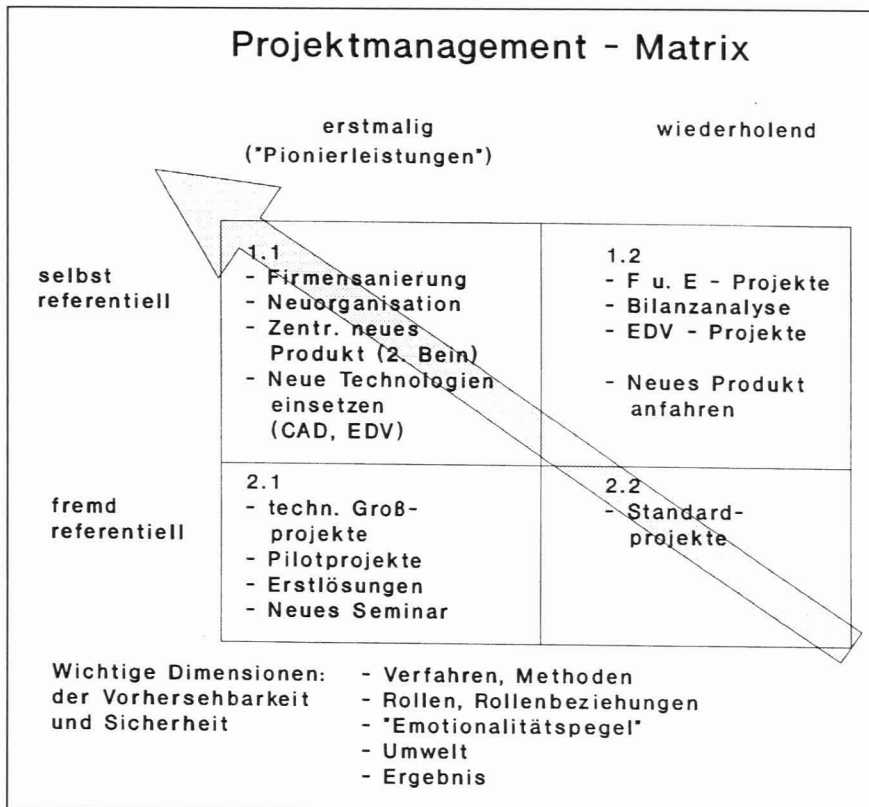 Projektmanagement - Matrix
erstmalig
("Pionierleistungen")
wiederholend
selbst
referentiell
1.1
- Firmensanierung
- Neuorganisation
- Zentr. neues
Produkt (2. Bein)
- Neue Technologien
einsetzen
(CAD, EDV)
1.2
- F u. E - Projekte
- Bilanzanalyse
- EDV - Projekte
- Neues Produkt
anfahren
fremd
referentiell
2.1
- techn. Groß-
projekte
- Pilotprojekte
- Erstlösungen
- Neues Seminar
2.2
- Standard-
projekte
Wichtige Dimensionen:
der Vorhersehbarkeit
und Sicherheit
- Verfahren, Methoden
- Rollen, Rollenbeziehungen
- "Emotionalitätspegel"
- Umwelt
- Ergebnis